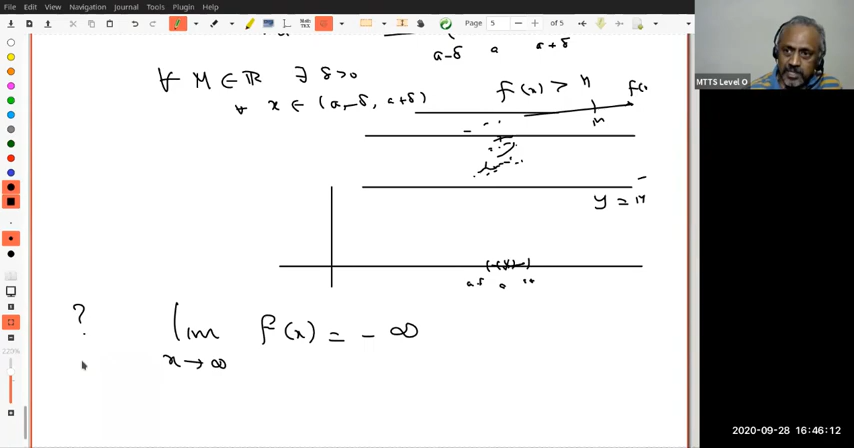 File Edit View Navigation Journal Tools Plugin Help
Page 5 of 5
MTTS Level O
a-δ a a+δ
∀ M ∈ ℝ ∃ δ>0
∀ x ∈ (a-δ, a+δ) f(x) > M
M
y = M
a-δ a
? lim f(x) = - ∞
x → ∞
220%
2020-09-28 16:46:12